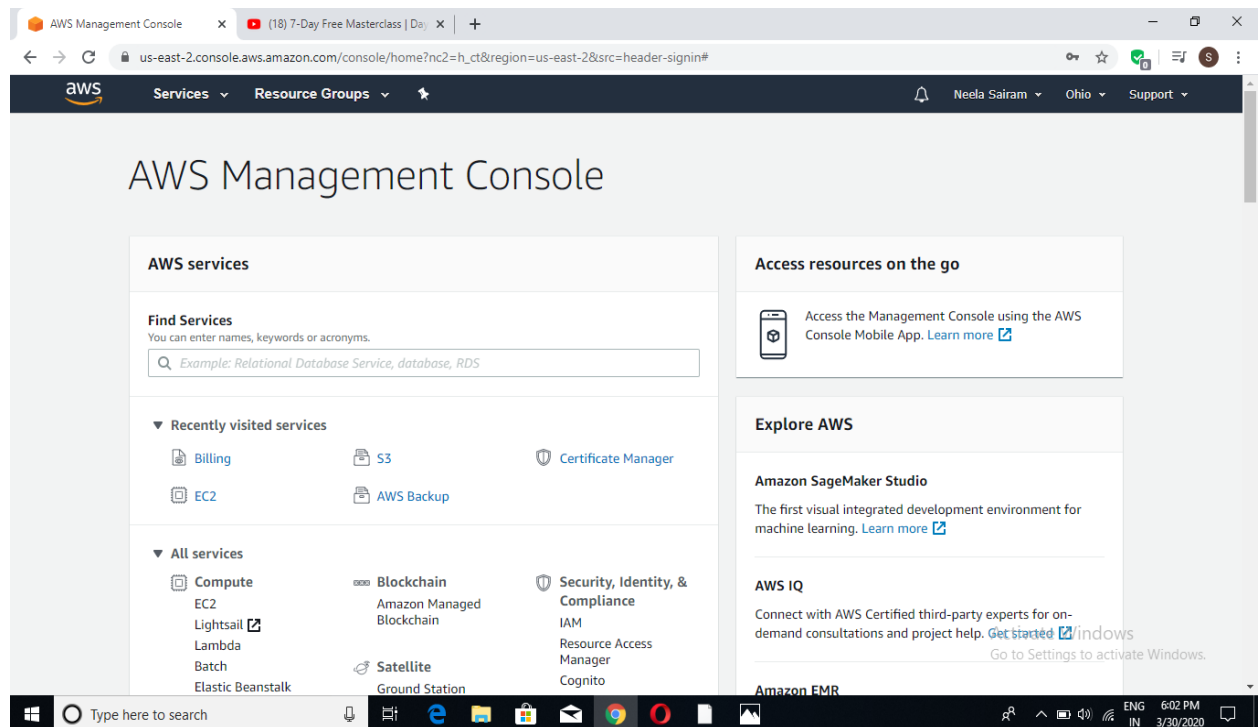 AWS Management Console
(18) 7-Day Free Masterclass | Day
us-east-2.console.aws.amazon.com/console/home?nc2=h_ct&region=us-east-2&src=header-signin#
0
S
aws
Services
Resource Groups
Neela Sairam
Ohio
Support
AWS Management Console
AWS services
Find Services
You can enter names, keywords or acronyms.
Example: Relational Database Service, database, RDS
Recently visited services
Billing
S3
Certificate Manager
EC2
AWS Backup
All services
Compute
EC2
Lightsail
Lambda
Batch
Elastic Beanstalk
Blockchain
Amazon Managed
Blockchain
Satellite
Ground Station
Security, Identity, &
Compliance
IAM
Resource Access
Manager
Cognito
Access resources on the go
Access the Management Console using the AWS
Console Mobile App. Learn more
Explore AWS
Amazon SageMaker Studio
The first visual integrated development environment for
machine learning. Learn more
AWS IQ
Connect with AWS Certified third-party experts for on-
demand consultations and project help. Get started
Amazon EMR
Activate Windows
Go to Settings to activate Windows.
Type here to search
ENG
IN
6:02 PM
3/30/2020